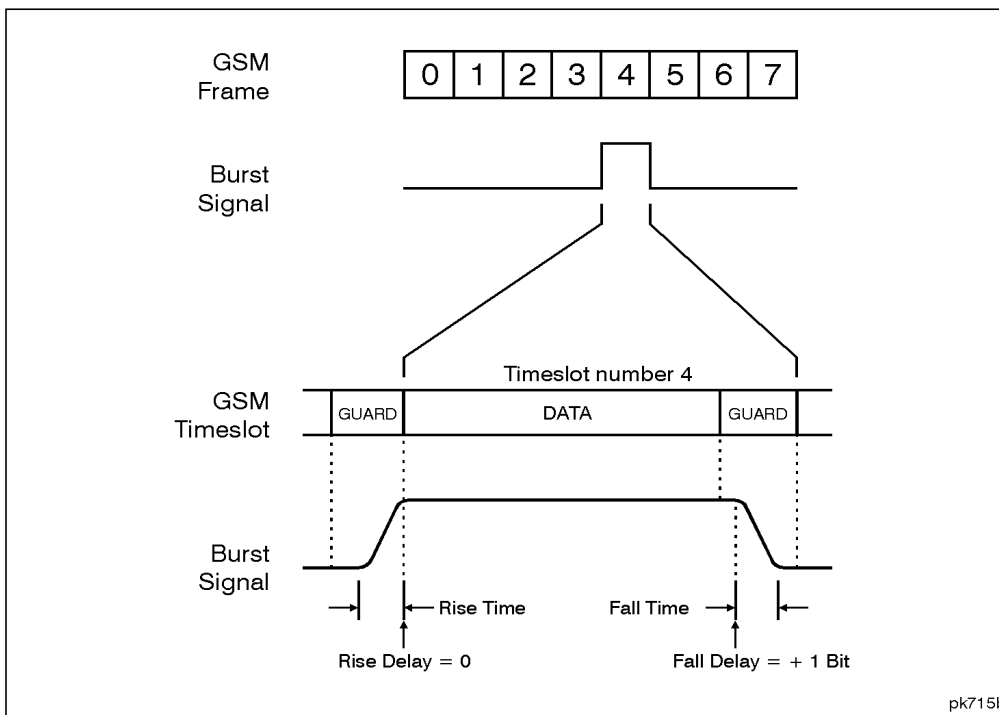 GSM
Frame
0 1 2 3 4 5 6 7
Burst
Signal
Timeslot number 4
GSM
Timeslot
GUARD DATA GUARD
Burst
Signal
Rise Time Fall Time
Rise Delay = 0 Fall Delay = + 1 Bit